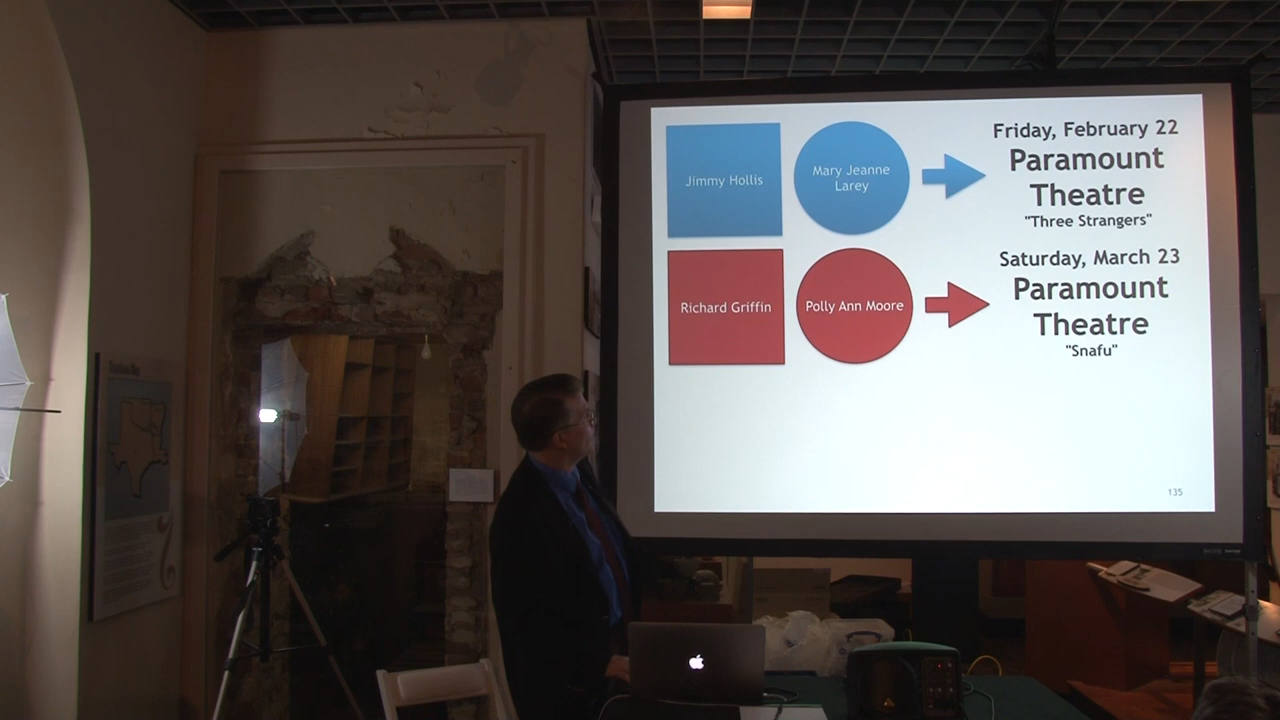 Jimmy Hollis
Mary Jeanne
Larey
Friday, February 22
Paramount
Theatre
"Three Strangers"
Richard Griffin
Polly Ann Moore
Saturday, March 23
Paramount
Theatre
"Snafu"
135